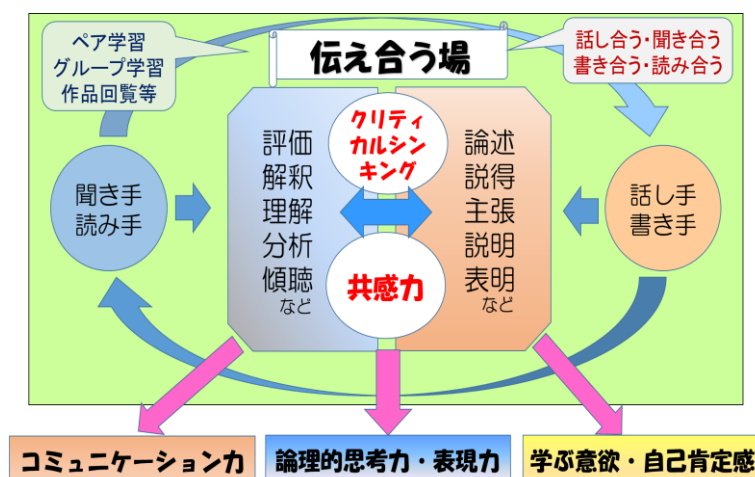 ペア学習
グループ学習
作品回覧等
伝え合う場
話し合う・聞き合う
書き合う・読み合う
聞き手
読み手
評価
解釈
理解
分析
傾聴
など
クリティ
カルシン
キング
共感力
論述
説得
主張
説明
表明
など
話し手
書き手
コミュニケーション力
論理的思考力・表現力
学ぶ意欲・自己肯定感